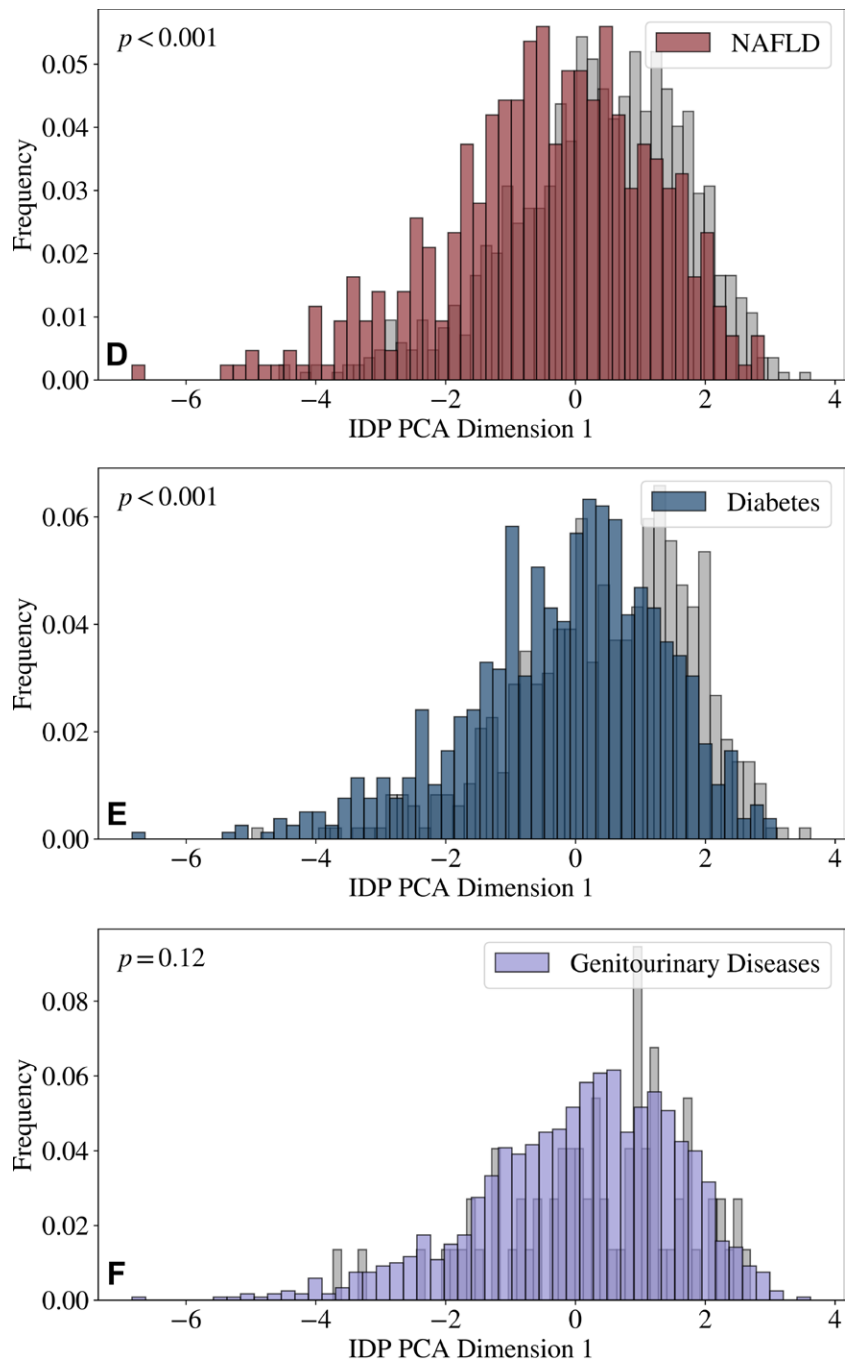 p < 0.001
NAFLD
0.05
0.04
0.03
0.02
0.01
0.00
Frequency
D
−6 −4 −2 0 2 4
IDP PCA Dimension 1
p < 0.001
Diabetes
0.06
0.04
0.02
0.00
Frequency
E
−6 −4 −2 0 2 4
IDP PCA Dimension 1
p = 0.12
Genitourinary Diseases
0.08
0.06
0.04
0.02
0.00
Frequency
F
−6 −4 −2 0 2 4
IDP PCA Dimension 1